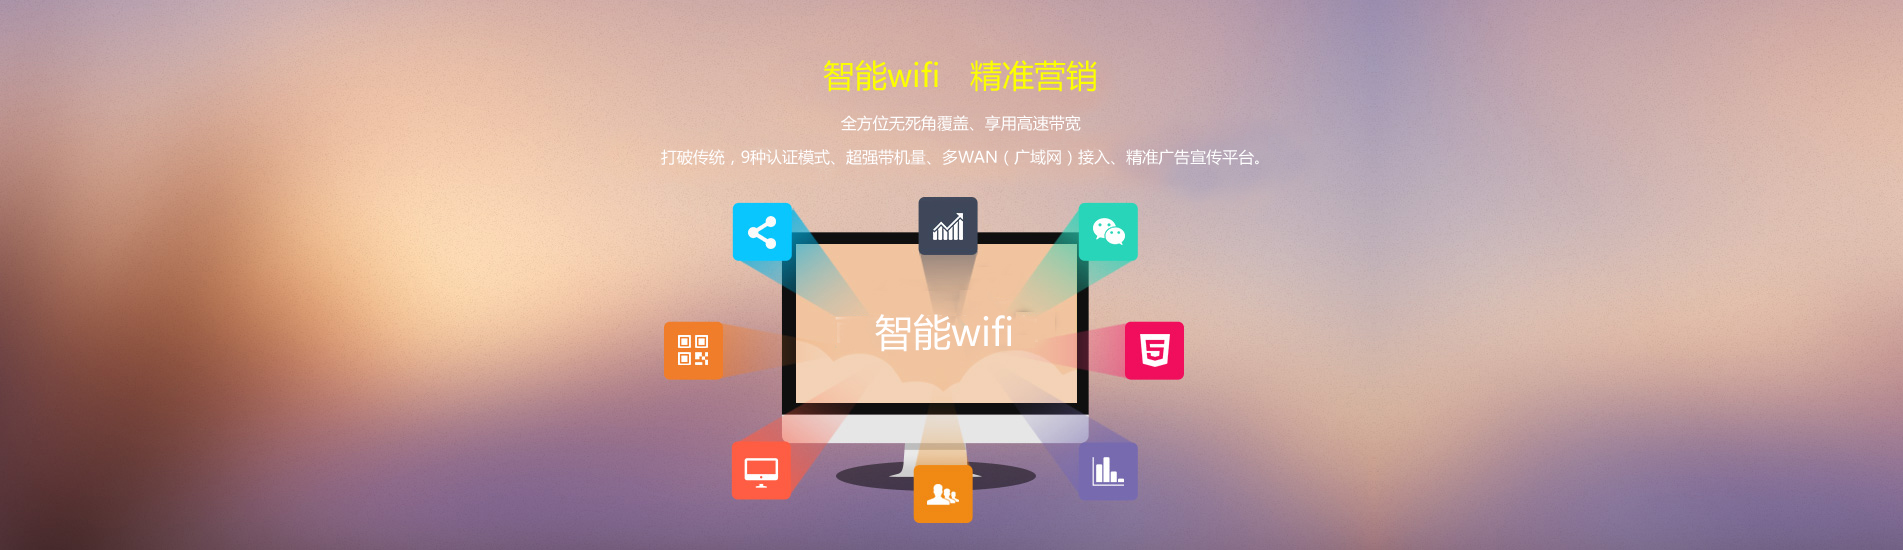 智能wifi 精准营销
全方位无死角覆盖、享用高速带宽
打破传统，9种认证模式、超强带机量、多WAN（广域网）接入、精准广告宣传平台。
智能wifi